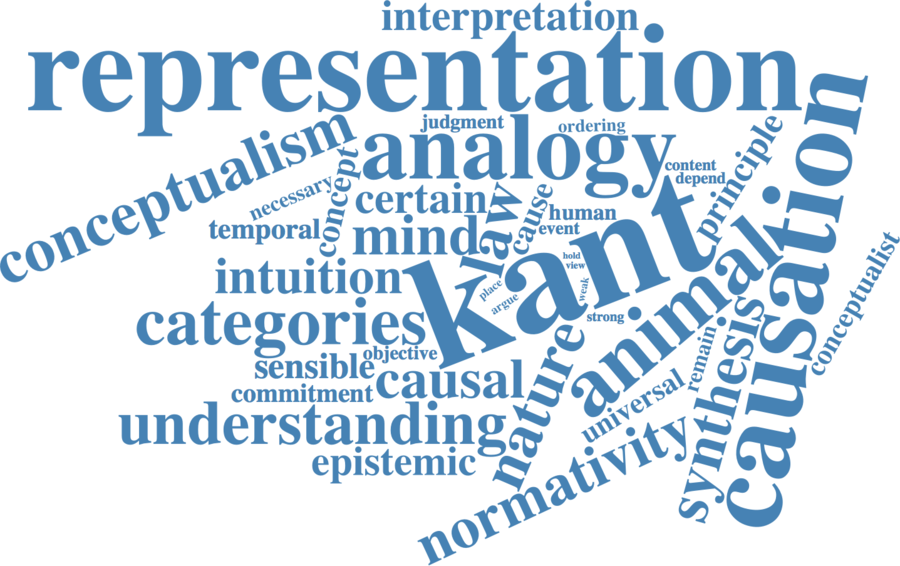 interpretation
representation
judgment
ordering
analogy
conceptualism
content
depend
principle
causation
necessary
concept
certain
law
cause
human
event
temporal
mind
kant
hold
view
intuition
place
argue
weak
strong
animal
conceptualist
categories
objective
sensible
causal
nature
remain
synthesis
commitment
universal
understanding
epistemic
normativity